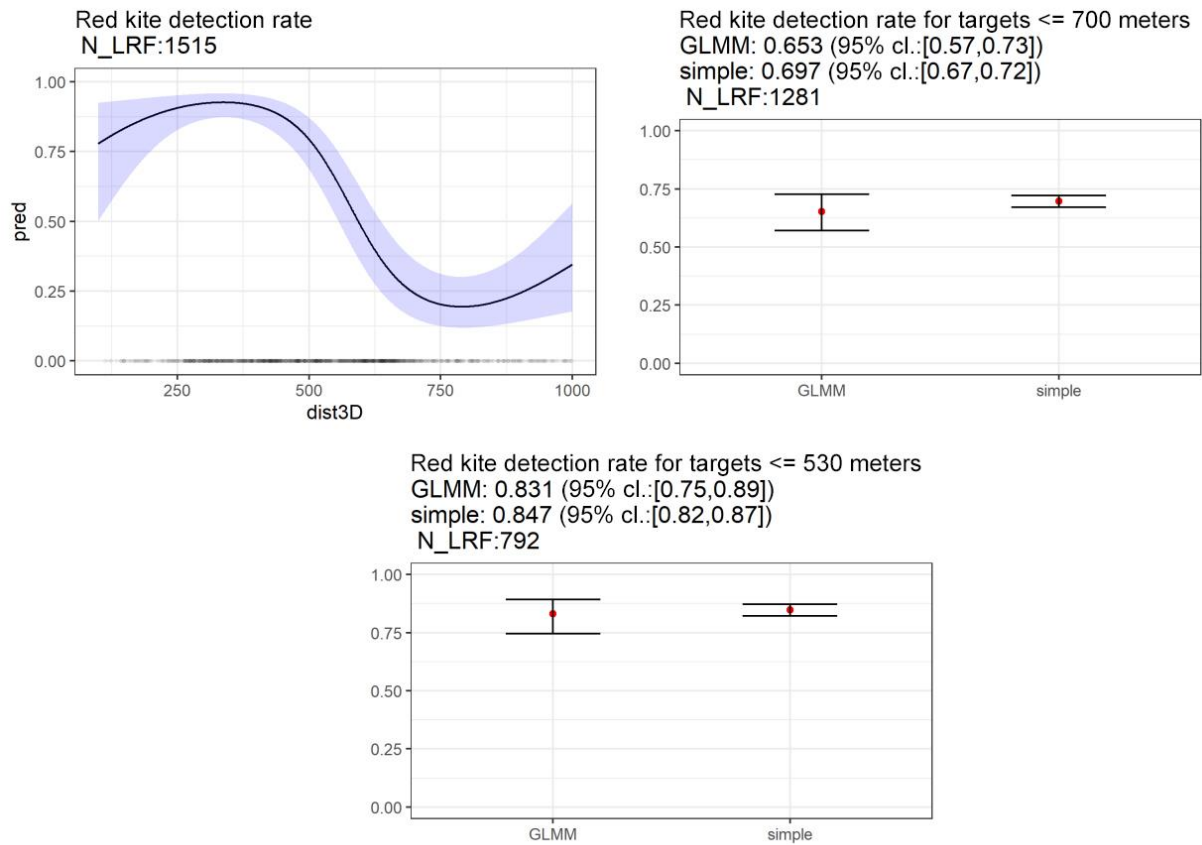 Red kite detection rate
N_LRF:1515
1.00
0.75
0.50
0.25
0.00
pred
250 500 750 1000
dist3D
Red kite detection rate for targets <= 700 meters
GLMM: 0.653 (95% cl.:[0.57,0.73])
simple: 0.697 (95% cl.:[0.67,0.72])
N_LRF:1281
1.00
0.75
0.50
0.25
0.00
GLMM simple
Red kite detection rate for targets <= 530 meters
GLMM: 0.831 (95% cl.:[0.75,0.89])
simple: 0.847 (95% cl.:[0.82,0.87])
N_LRF:792
1.00
0.75
0.50
0.25
0.00
GLMM simple